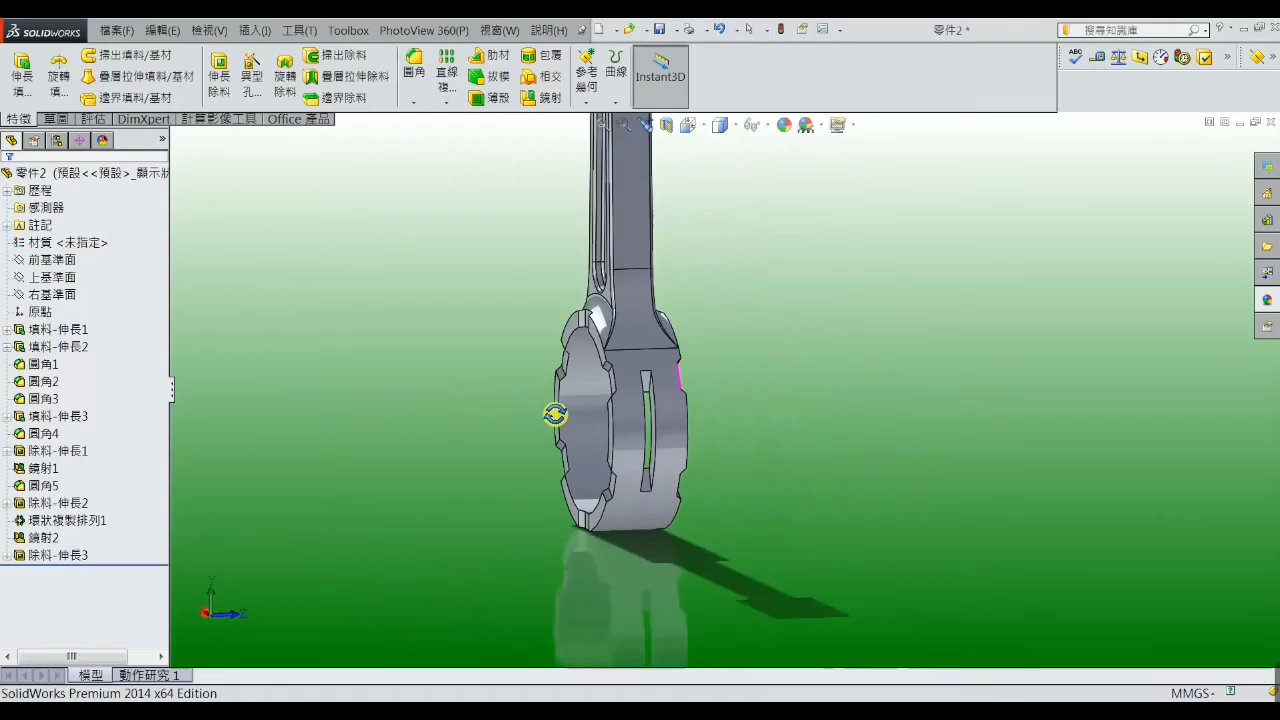 SOLIDWORKS 檔案(F) 編輯(E) 檢視(V) 插入(I) 工具(T) Toolbox PhotoView 360(P) 視窗(W) 說明(H) 零件2 * 搜尋知識庫
伸長填... 旋轉填... 掃出填料/基材 疊層拉伸填料/基材 邊界填料/基材
伸長除料 異型孔... 旋轉除料 掃出除料 疊層拉伸除料 邊界除料
圓角 直線複... 肋材 拔模 薄殼 包覆 相交 鏡射
參考幾何 曲線 Instant3D
特徵 草圖 評估 DimXpert 計算影像工具 Office 產品
零件2 (預設<<預設>_顯示狀
歷程
感測器
註記
材質 <未指定>
前基準面
上基準面
右基準面
原點
填料-伸長1
填料-伸長2
圓角1
圓角2
圓角3
填料-伸長3
圓角4
除料-伸長1
鏡射1
圓角5
除料-伸長2
環狀複製排列1
鏡射2
除料-伸長3
Y
Z
模型 動作研究 1
SolidWorks Premium 2014 x64 Edition MMGS